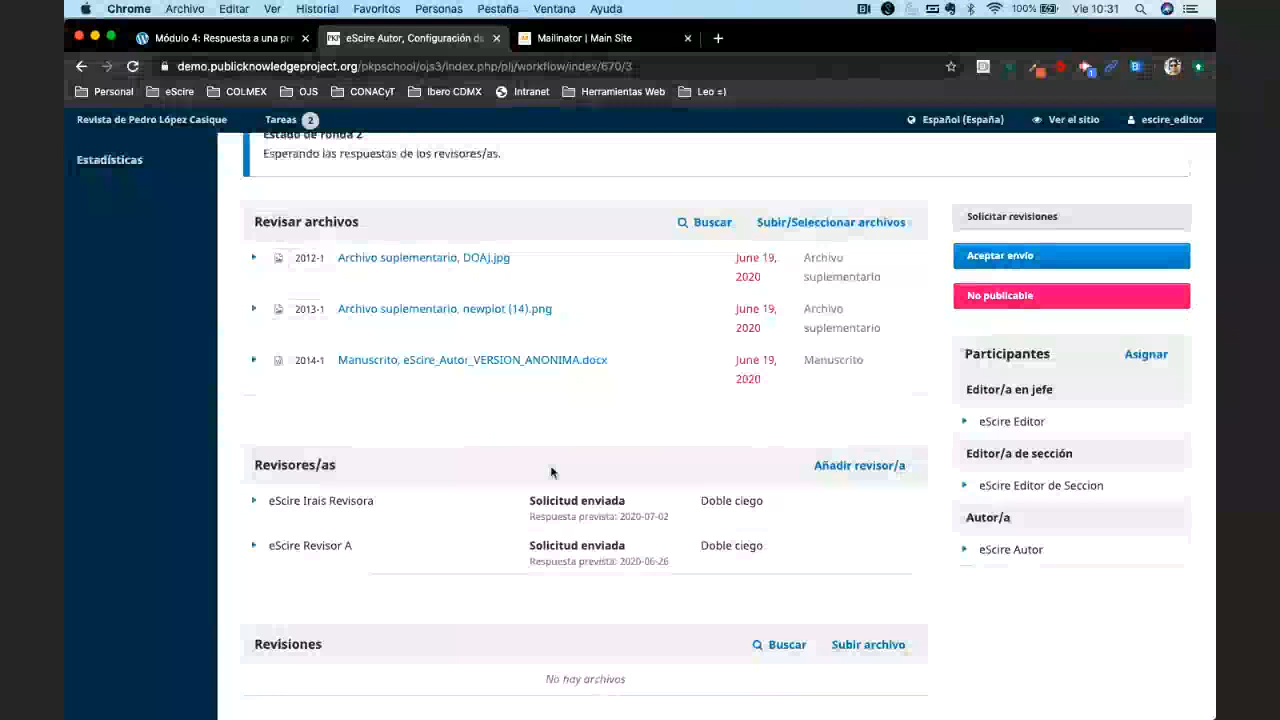 Chrome Archivo Editar Ver Historial Favoritos Personas Pestaña Ventana Ayuda 100% Vie 10:31
Módulo 4: Respuesta a una pr
eScire Autor, Configuración de
Mailinator | Main Site
demo.publicknowledgeproject.org/pkpschool/ojs3/index.php/plj/workflow/index/670/3
Personal eScire COLMEX OJS CONACyT Ibero CDMX Intranet Herramientas Web Leo =)
Revista de Pedro López Casique Tareas 2 Español (España) Ver el sitio escire_editor
Estadísticas
Estado de ronda 2
Esperando las respuestas de los revisores/as.
Revisar archivos Buscar Subir/Seleccionar archivos
2012-1 Archivo suplementario, DOAJ.jpg June 19, 2020 Archivo suplementario
2013-1 Archivo suplementario, newplot (14).png June 19, 2020 Archivo suplementario
2014-1 Manuscrito, eScire_Autor_VERSION_ANONIMA.docx June 19, 2020 Manuscrito
Revisores/as Añadir revisor/a
eScire Irais Revisora Solicitud enviada Doble ciego
Respuesta prevista: 2020-07-02
eScire Revisor A Solicitud enviada Doble ciego
Respuesta prevista: 2020-06-26
Revisiones Buscar Subir archivo
No hay archivos
Solicitar revisiones
Aceptar envío
No publicable
Participantes Asignar
Editor/a en jefe
eScire Editor
Editor/a de sección
eScire Editor de Seccion
Autor/a
eScire Autor